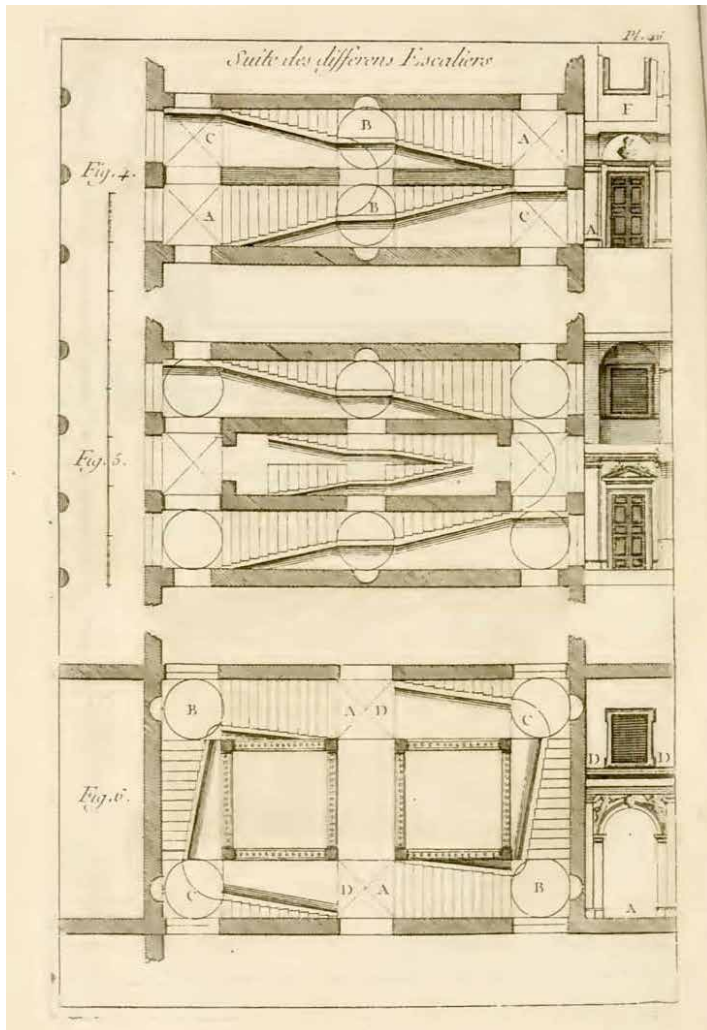 Pl. 46
Suite des differens Escaliers
C B A F
Fig. 4.
A B C A
Fig. 5.
B A D C
Fig. 6.
D D
C D A B A